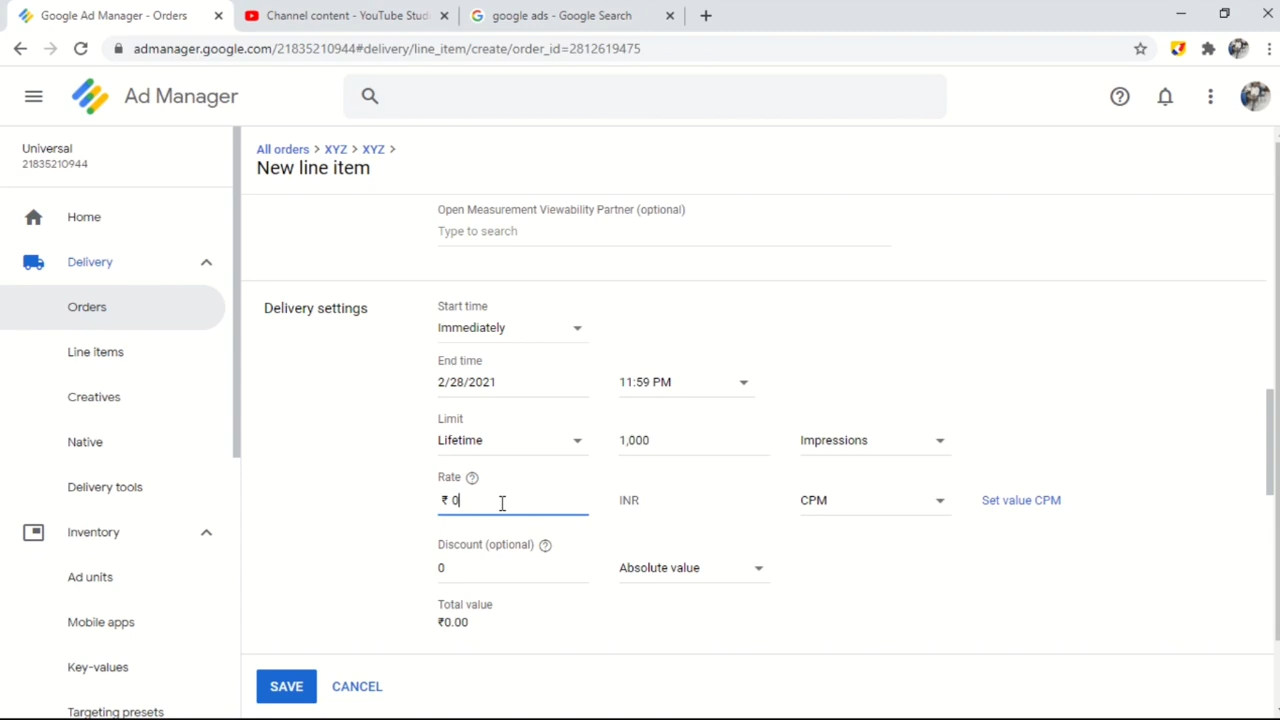 Google Ad Manager - Orders
Channel content - YouTube Studi
google ads - Google Search
admanager.google.com/21835210944#delivery/line_item/create/order_id=2812619475
Ad Manager
Universal
21835210944
Home
Delivery
Orders
Line items
Creatives
Native
Delivery tools
Inventory
Ad units
Mobile apps
Key-values
Targeting presets
All orders > XYZ > XYZ >
New line item
Open Measurement Viewability Partner (optional)
Type to search
Delivery settings
Start time
Immediately
End time
2/28/2021 11:59 PM
Limit
Lifetime 1,000 Impressions
Rate
₹ 0 INR CPM Set value CPM
Discount (optional)
0 Absolute value
Total value
₹0.00
SAVE CANCEL